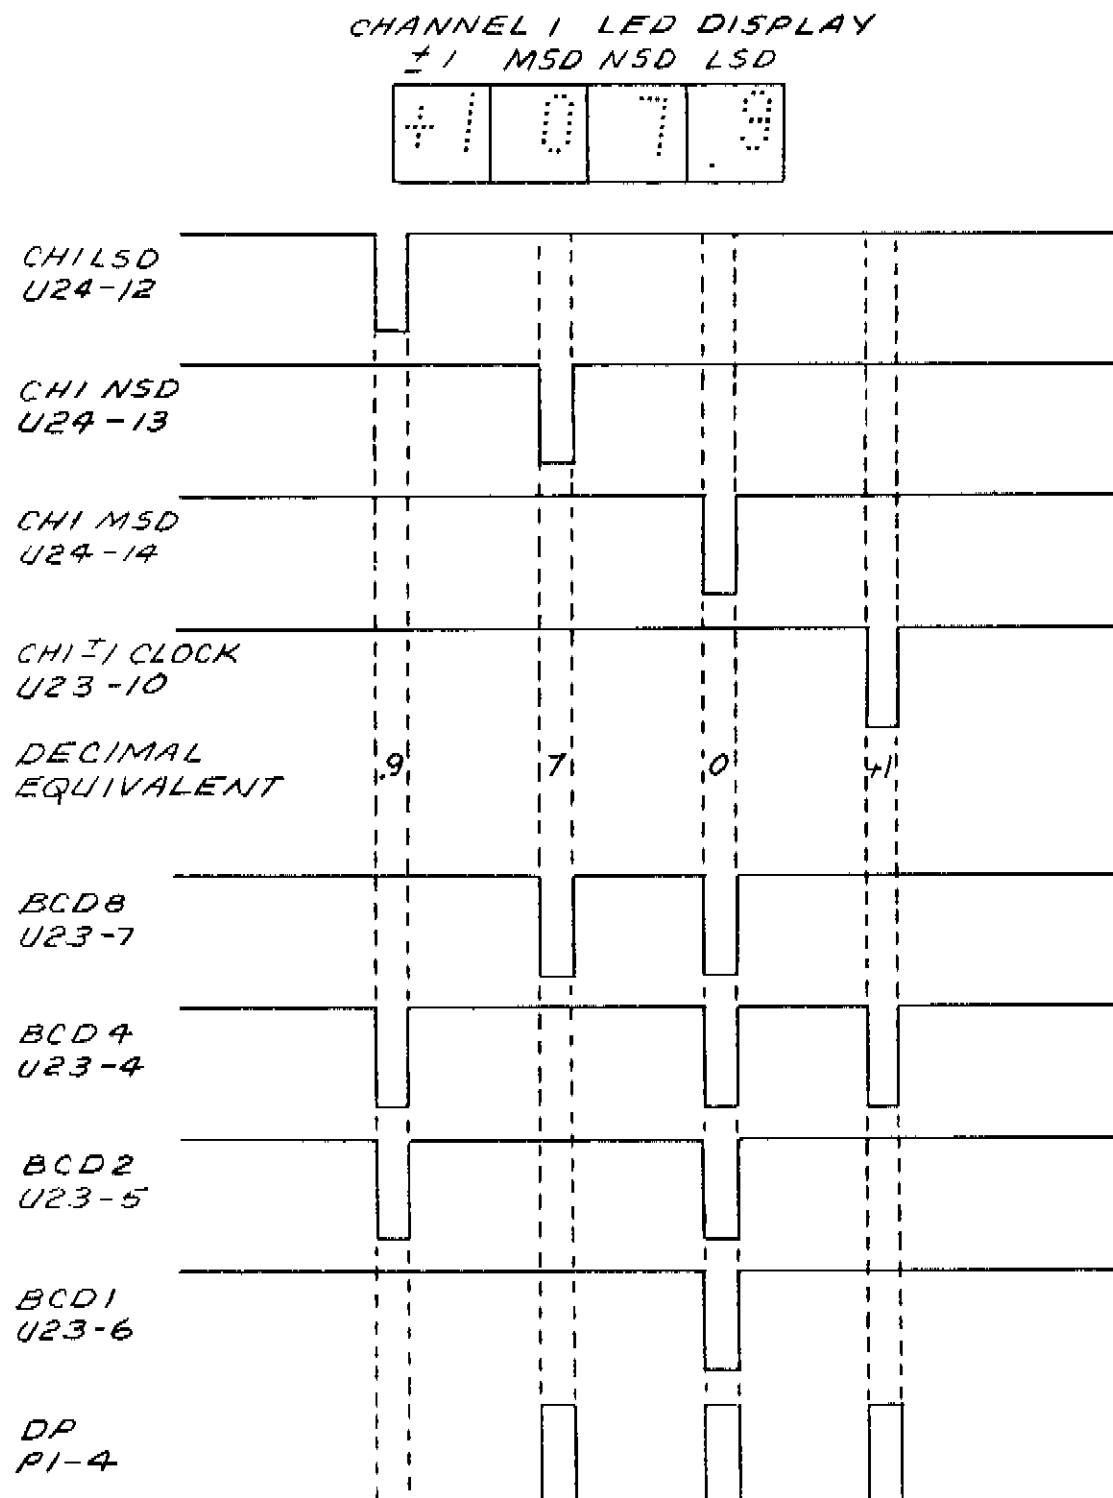 CHANNEL 1 LED DISPLAY
±1 MSD NSD LSD
+1 0 7 .9
CH1LSD
U24-12
CH1 NSD
U24-13
CH1 MSD
U24-14
CH1 ±1 CLOCK
U23-10
DECIMAL
EQUIVALENT
.9 7 0 +1
BCD8
U23-7
BCD4
U23-4
BCD2
U23-5
BCD1
U23-6
DP
P1-4